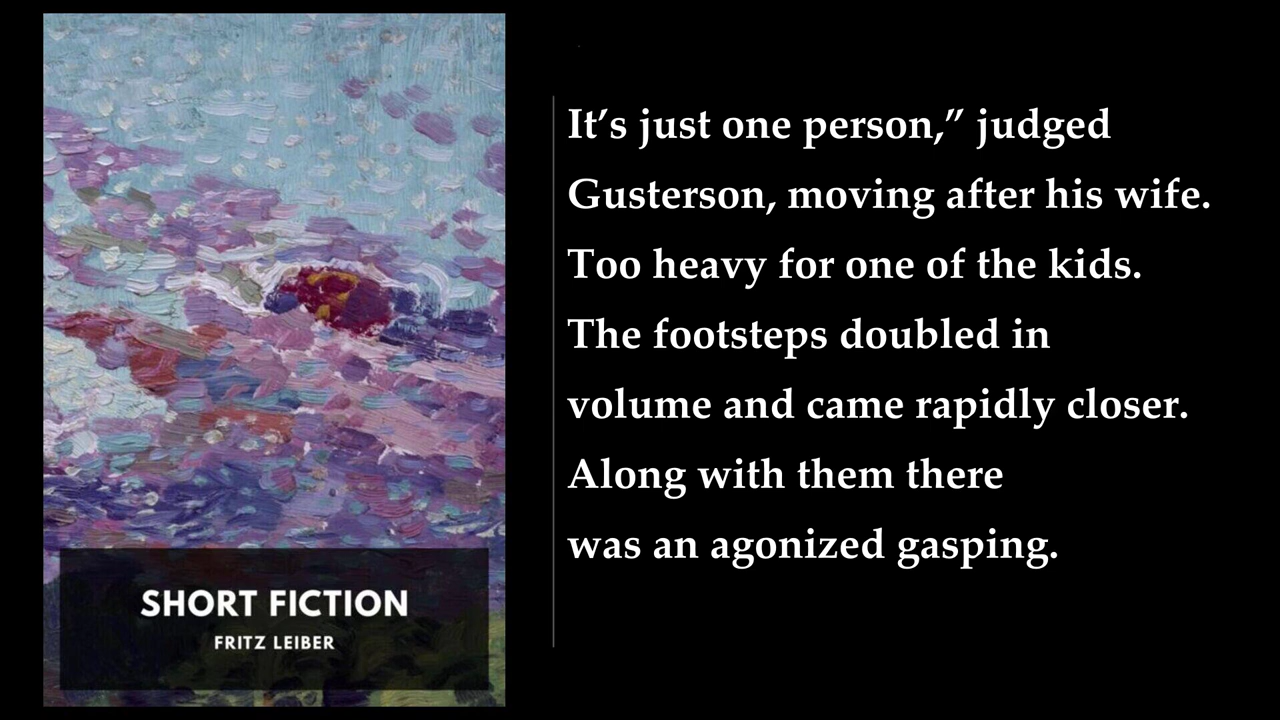 It’s just one person,” judged
Gusterson, moving after his wife.
Too heavy for one of the kids.
The footsteps doubled in
volume and came rapidly closer.
Along with them there
was an agonized gasping.
SHORT FICTION
FRITZ LEIBER